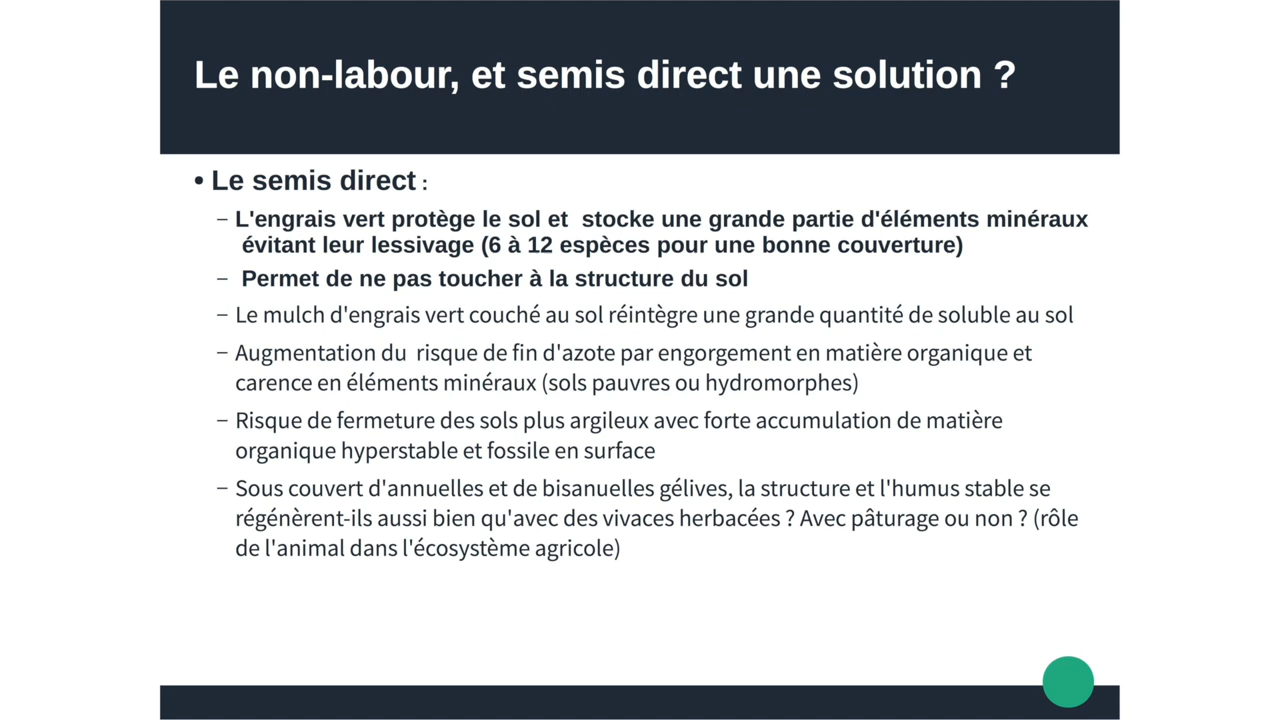 Le non-labour, et semis direct une solution ?
• Le semis direct :
– L'engrais vert protège le sol et  stocke une grande partie d'éléments minéraux
évitant leur lessivage (6 à 12 espèces pour une bonne couverture)
– Permet de ne pas toucher à la structure du sol
– Le mulch d'engrais vert couché au sol réintègre une grande quantité de soluble au sol
– Augmentation du  risque de fin d'azote par engorgement en matière organique et
carence en éléments minéraux (sols pauvres ou hydromorphes)
– Risque de fermeture des sols plus argileux avec forte accumulation de matière
organique hyperstable et fossile en surface
– Sous couvert d'annuelles et de bisanuelles gélives, la structure et l'humus stable se
régénèrent-ils aussi bien qu'avec des vivaces herbacées ? Avec pâturage ou non ? (rôle
de l'animal dans l'écosystème agricole)